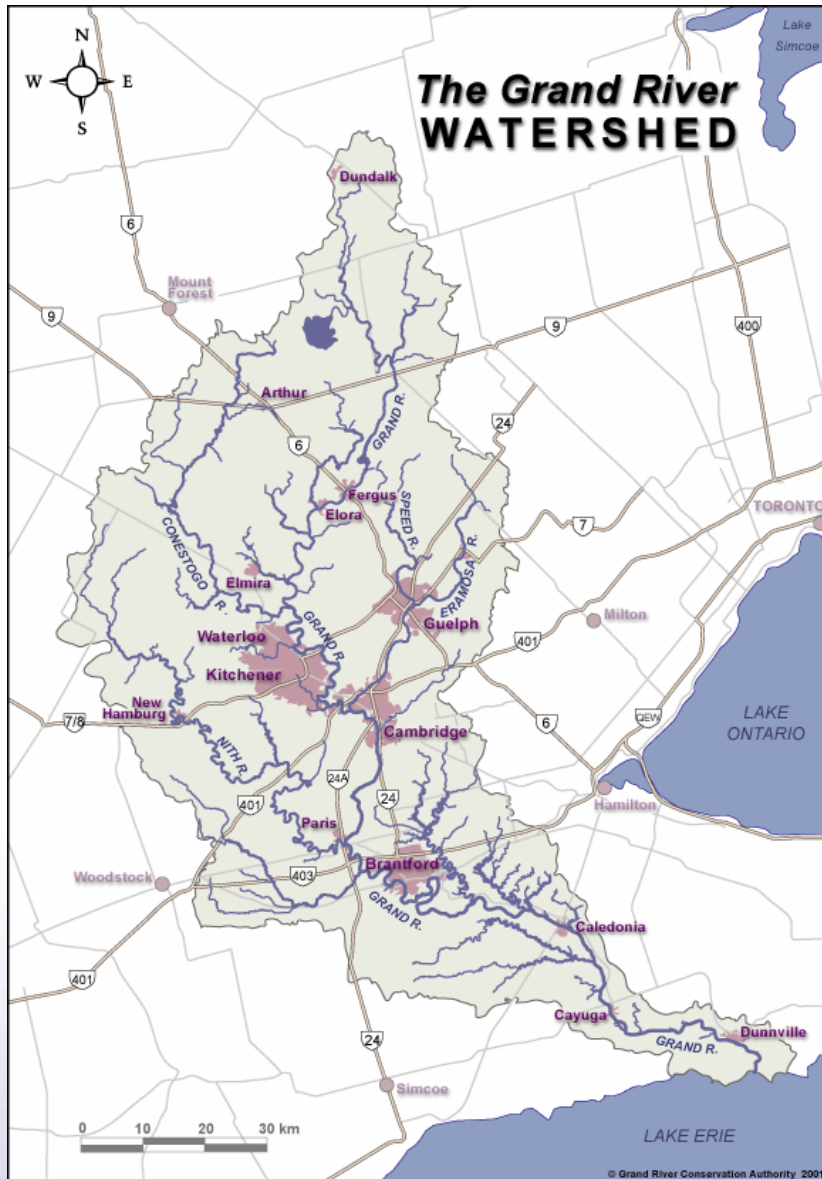 Lake
Simcoe
N
W E
S
The Grand River
WATERSHED
Dundalk
6
Mount
Forest
9
9
400
Arthur
GRAND R.
24
6
Fergus
Elora
SPEED R.
7
TORONTO
CONESTOGO
R.
ERAMOSA R.
Elmira
GRAND R.
Guelph
Milton
Waterloo
401
Kitchener
New
Hamburg
7/8
6
QEW
LAKE
ONTARIO
Cambridge
NITH R.
24A
24
Hamilton
401
Paris
Brantford
Woodstock
403
GRAND R.
Caledonia
401
Cayuga
Dunnville
24
GRAND R.
Simcoe
0 10 20 30 km
LAKE ERIE
© Grand River Conservation Authority 2001